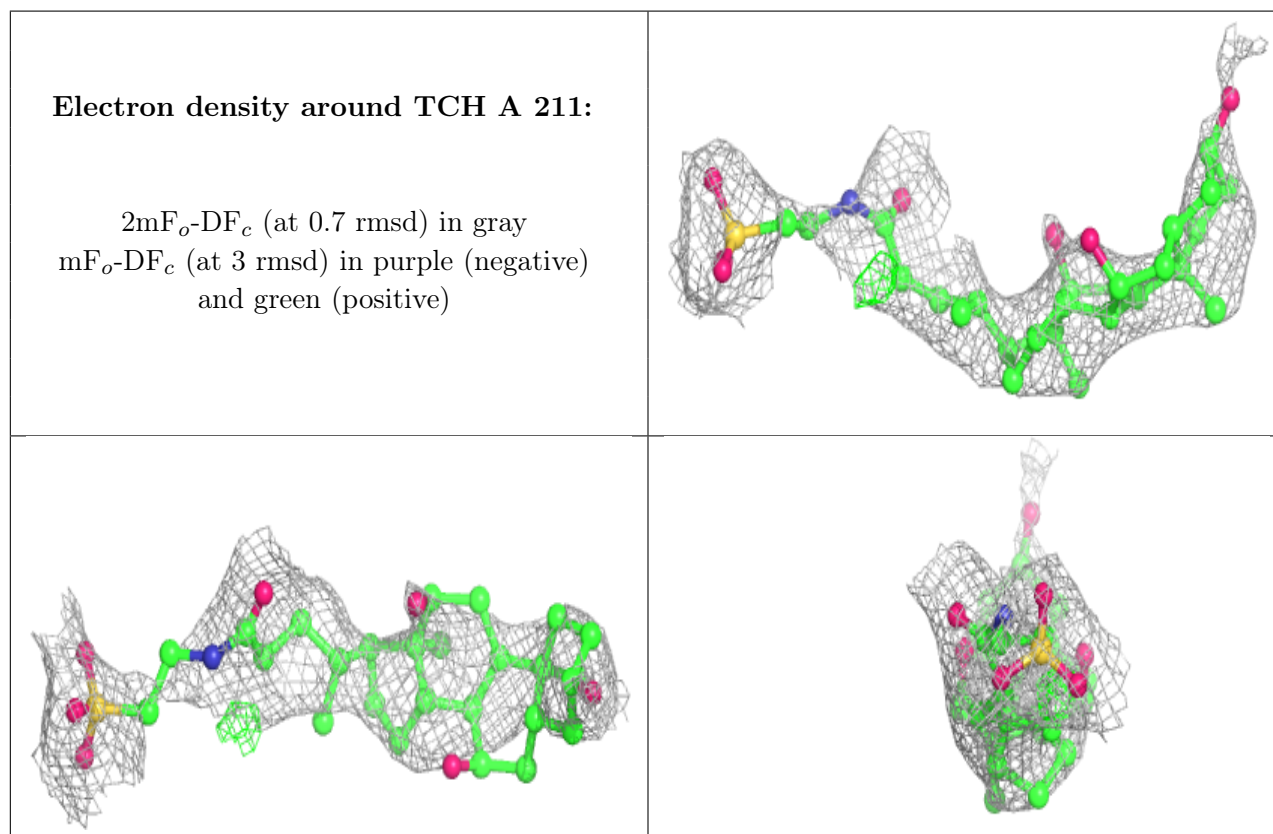 Electron density around TCH A 211:
2mFₒ-DF𝒸 (at 0.7 rmsd) in gray
mFₒ-DF𝒸 (at 3 rmsd) in purple (negative)
and green (positive)